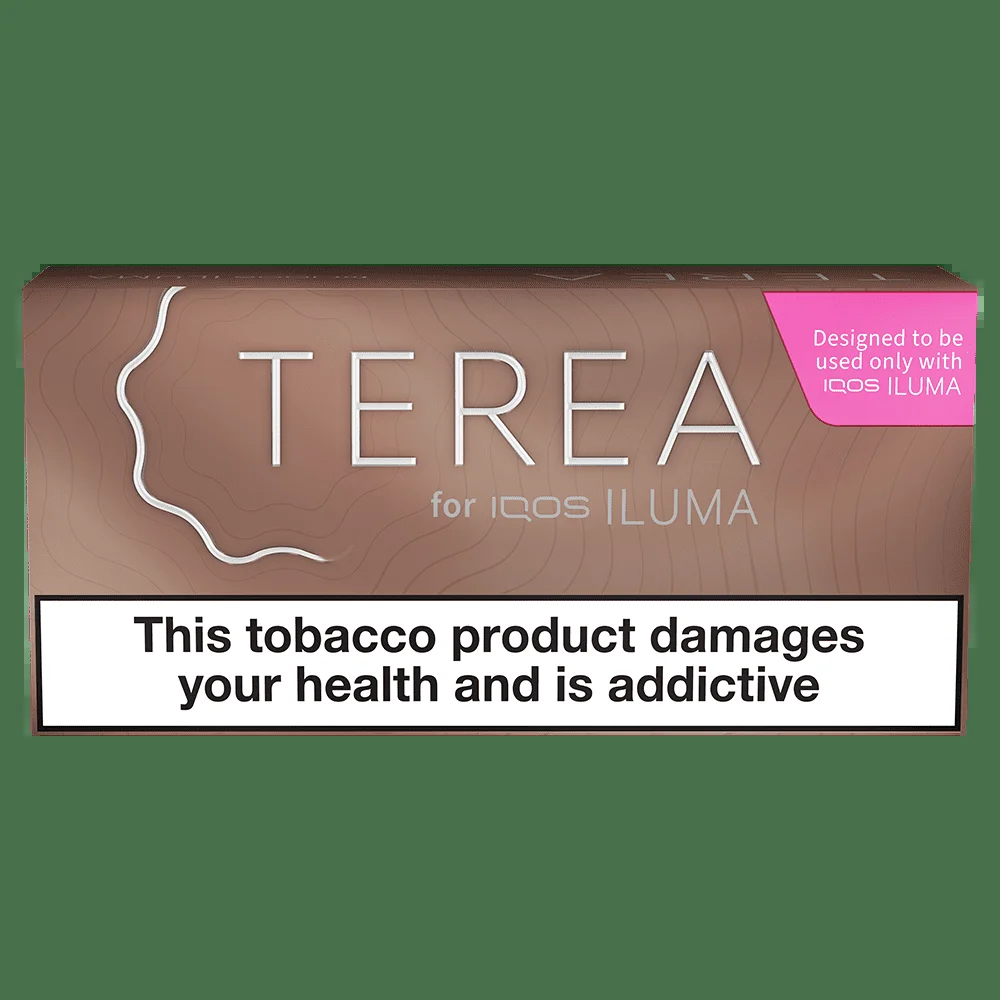 TEREA
for IQOS ILUMA
Designed to be
used only with
IQOS ILUMA
This tobacco product damages
your health and is addictive